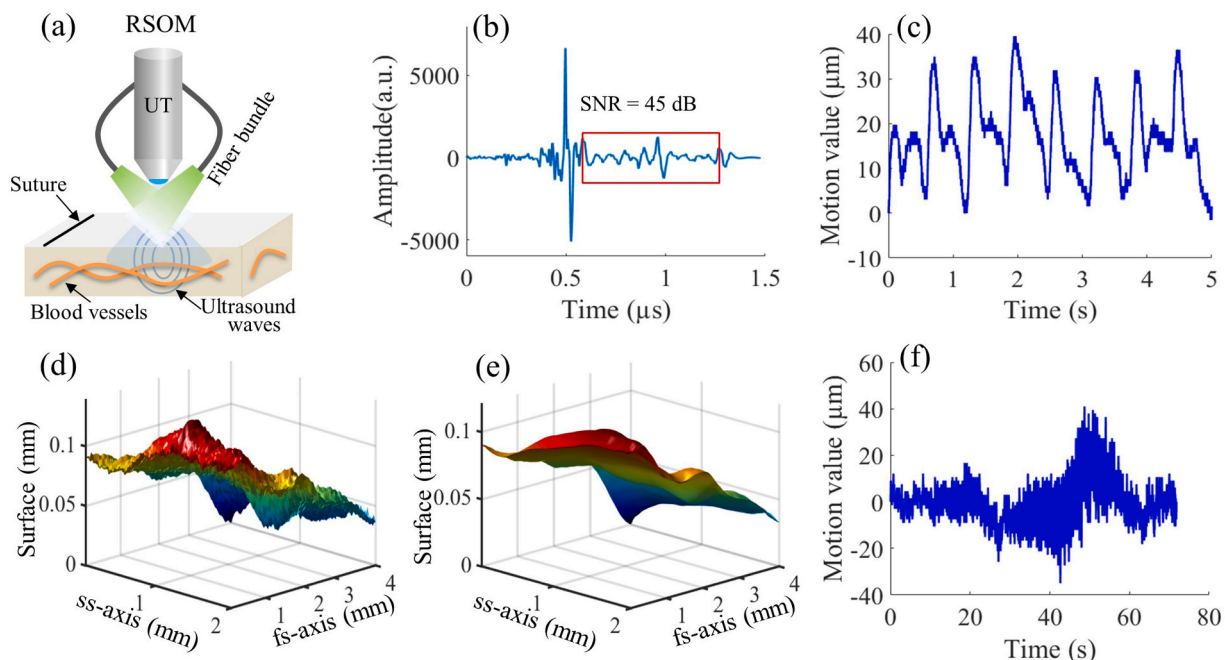 (a)
RSOM
UT
Fiber bundle
Suture
Blood vessels
Ultrasound
waves
(b)
Amplitude(a.u.)
5000
0
-5000
SNR = 45 dB
0
0.5
1
1.5
Time (µs)
(c)
Motion value (µm)
40
30
20
10
0
-10
0
1
2
3
4
5
Time (s)
(d)
Surface (mm)
0.1
0.05
0
1
2
ss-axis (mm)
1
2
3
4
fs-axis (mm)
(e)
Surface (mm)
0.1
0.05
0
1
2
ss-axis (mm)
1
2
3
4
fs-axis (mm)
(f)
Motion value (µm)
60
40
20
0
-20
-40
0
20
40
60
80
Time (s)